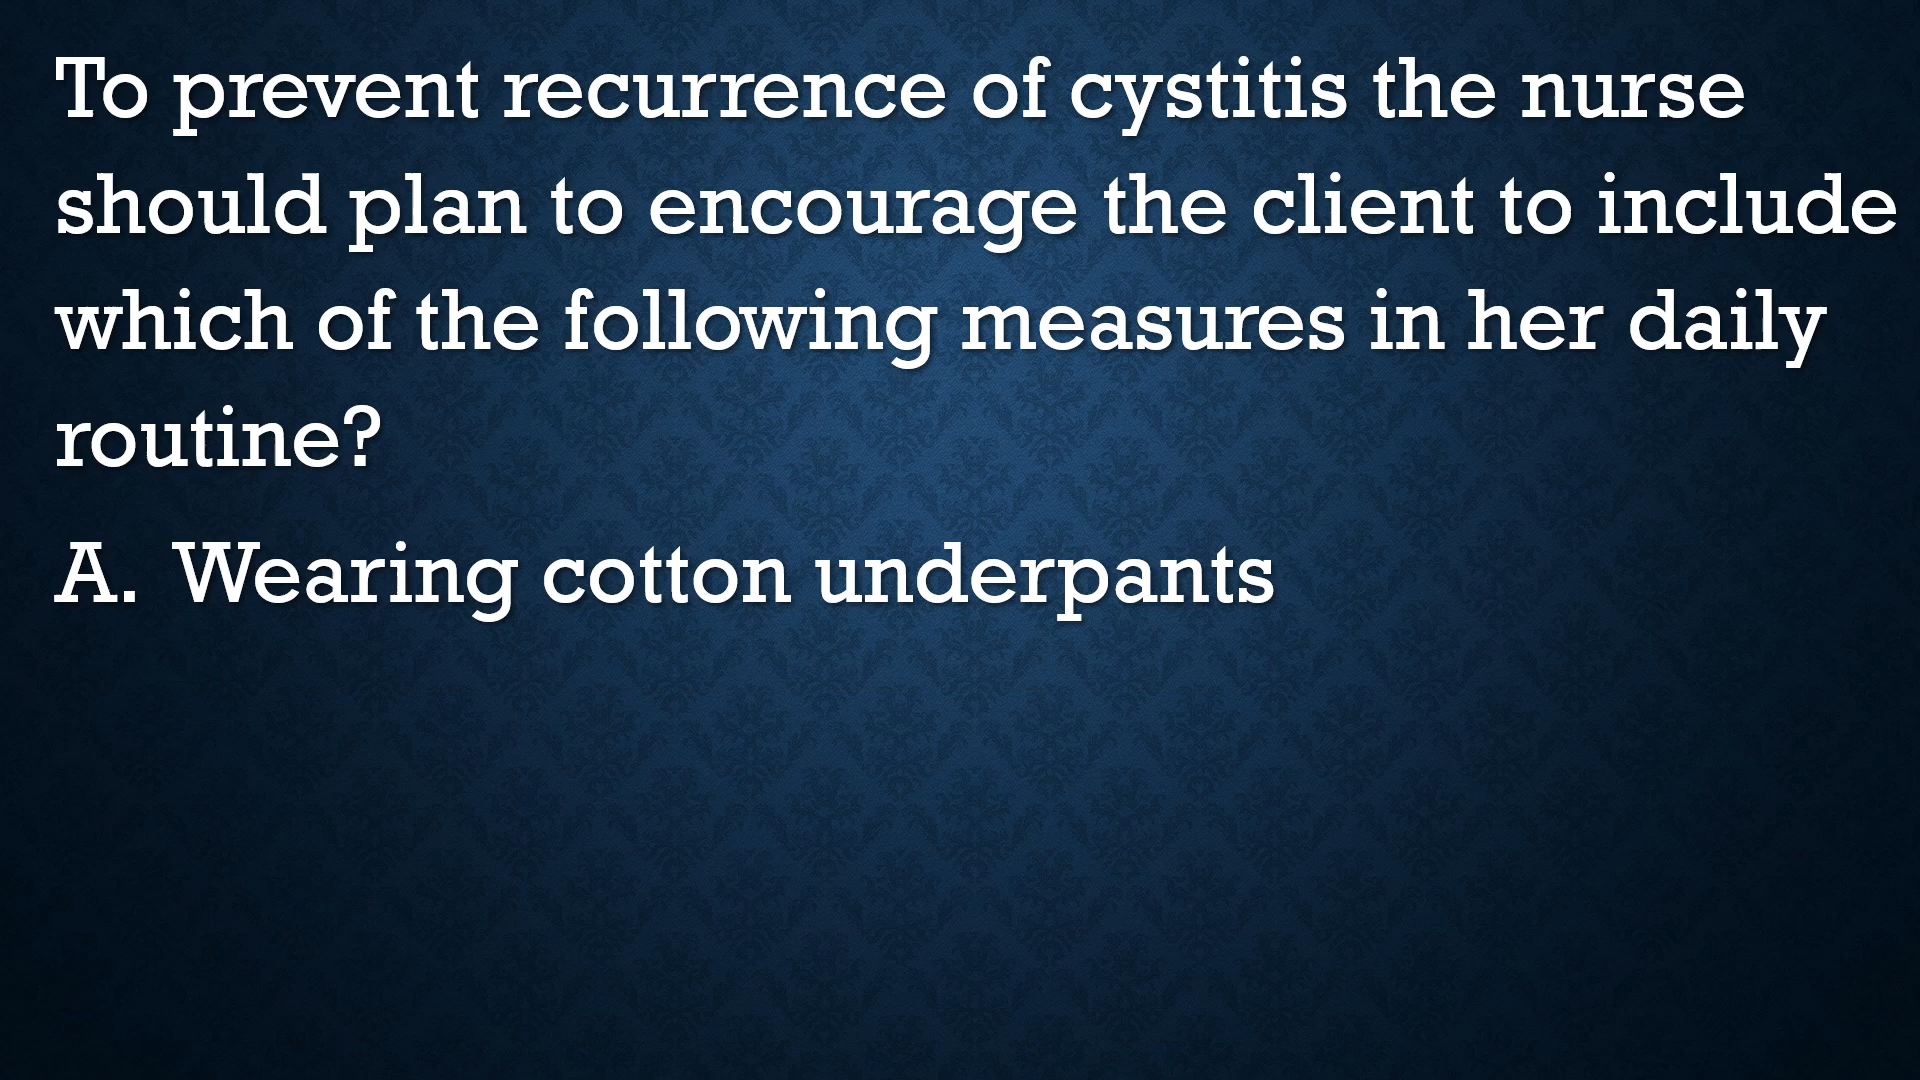 To prevent recurrence of cystitis the nurse
should plan to encourage the client to include
which of the following measures in her daily
routine?
A. Wearing cotton underpants